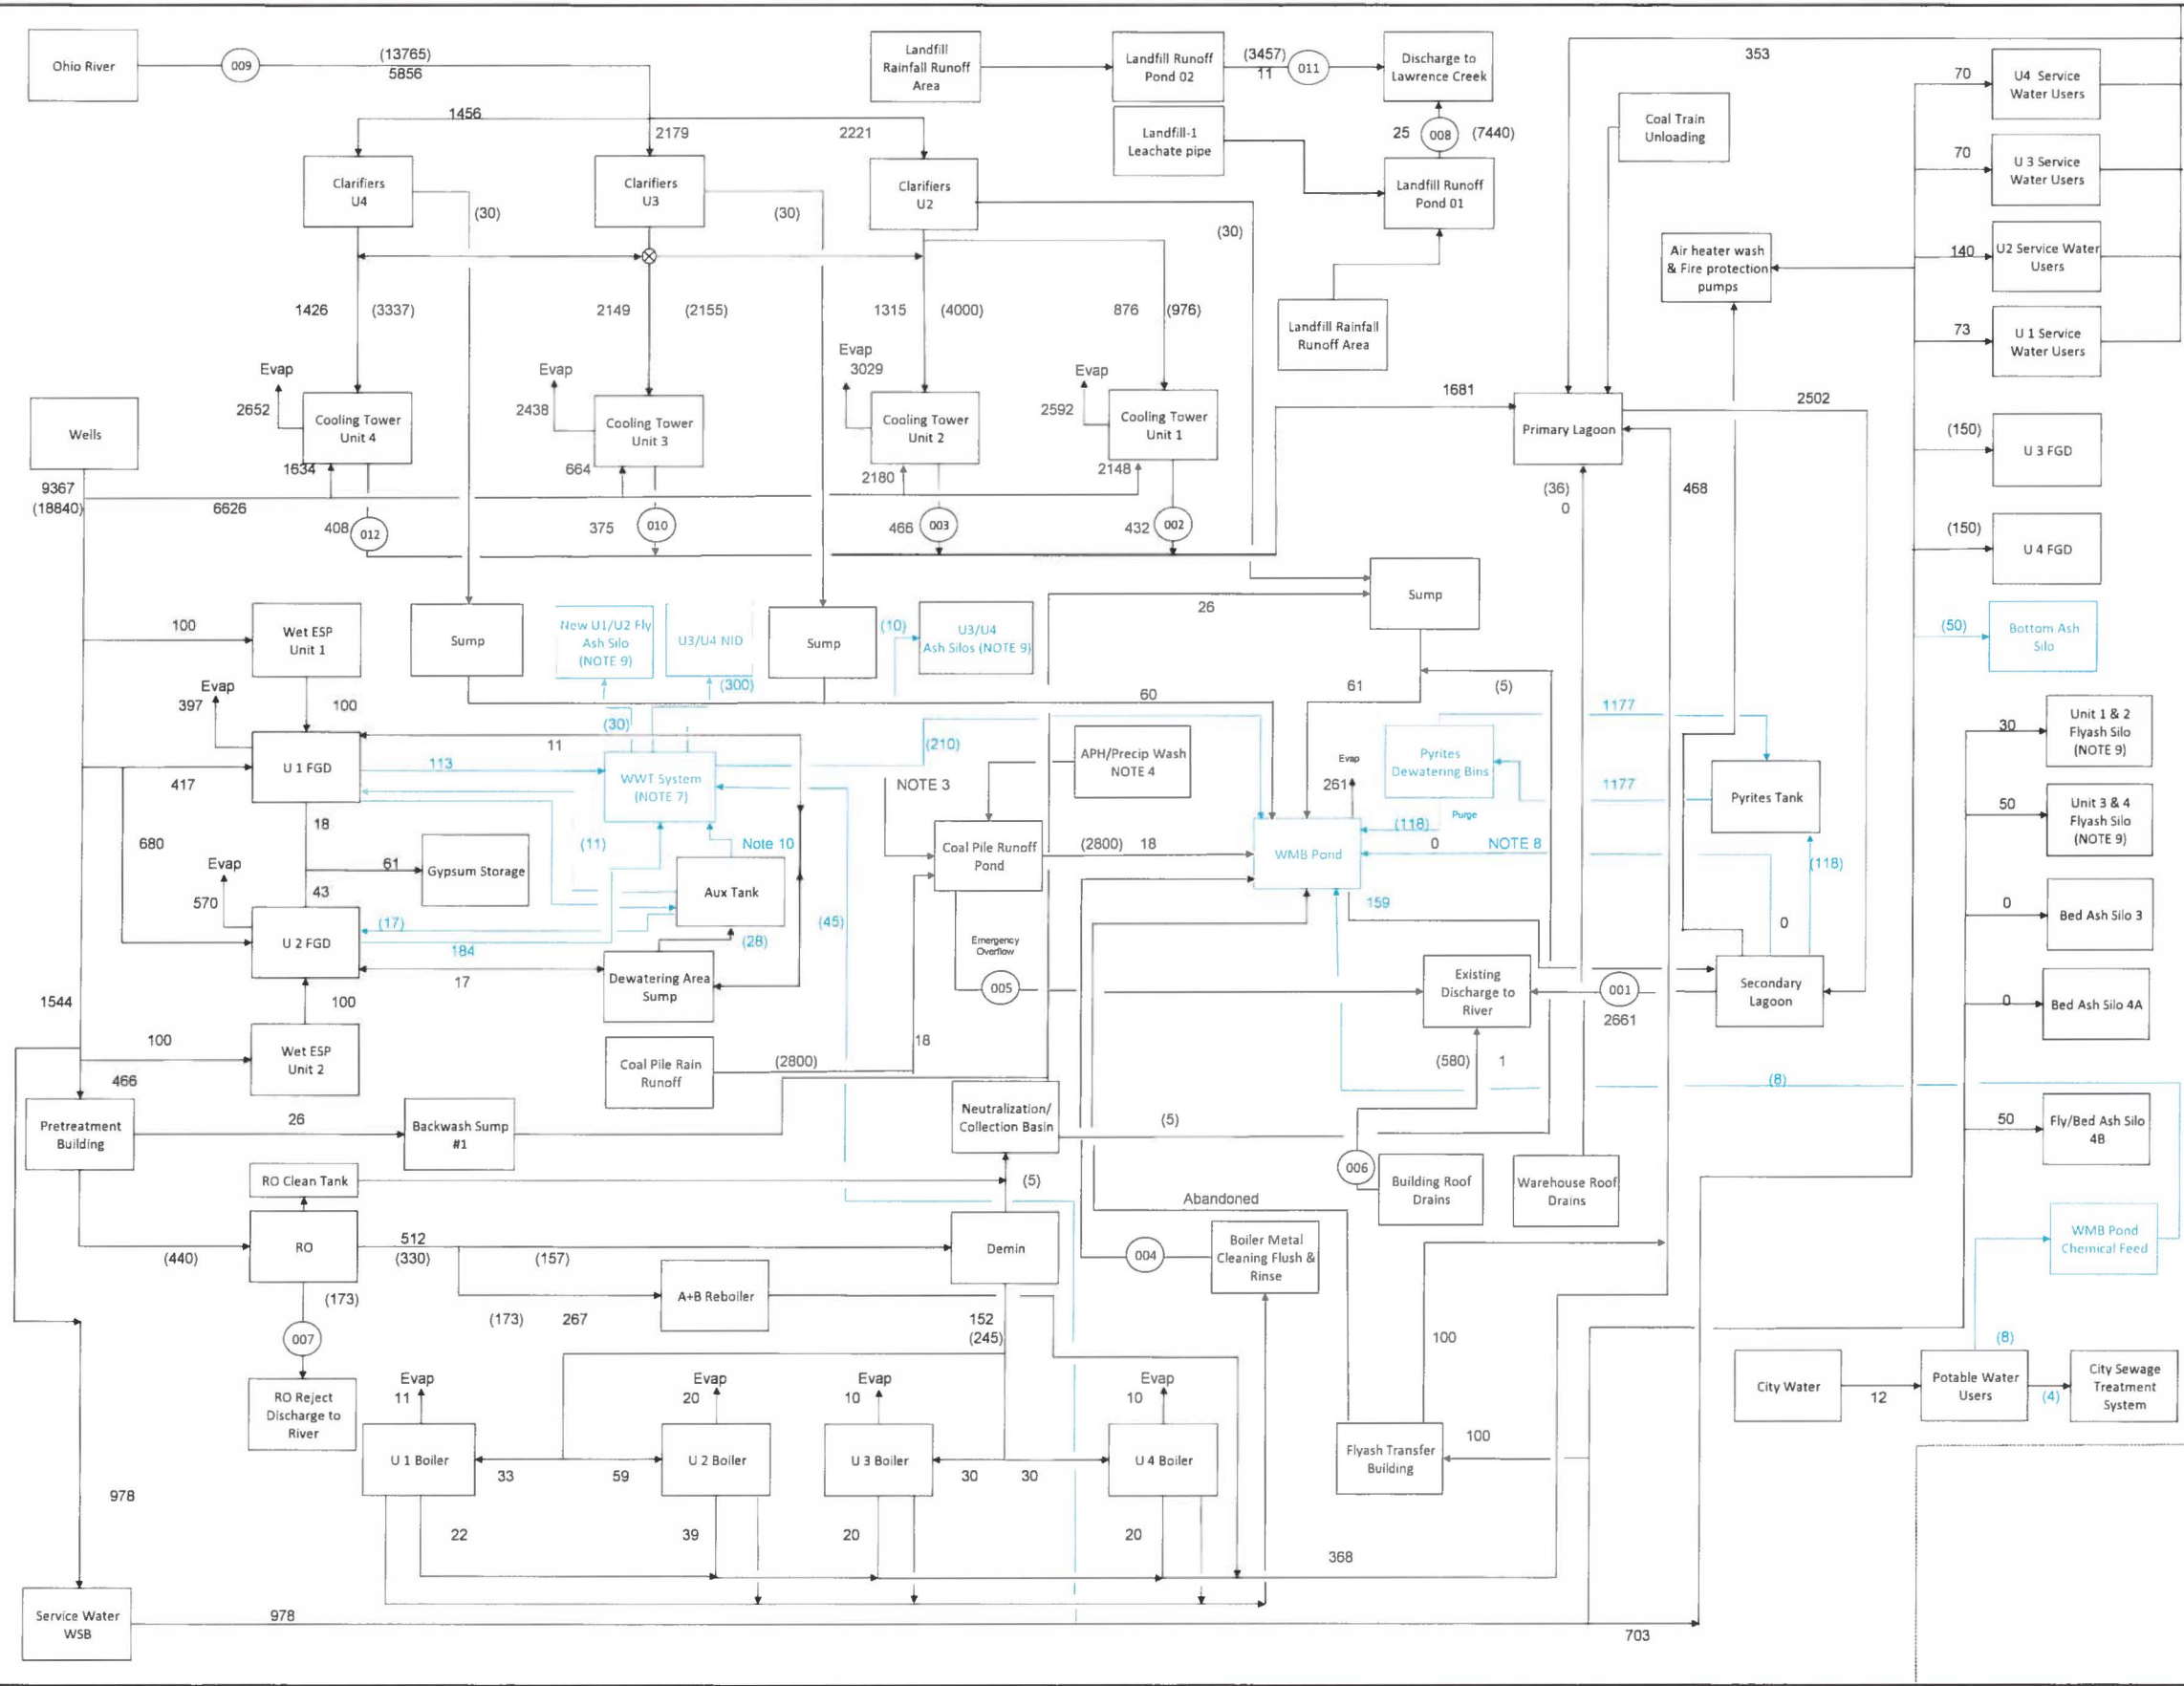 Ohio River
009
(13765)
5856
Landfill
Rainfall Runoff
Area
Landfill Runoff
Pond 02
(3457)
11
011
Discharge to
Lawrence Creek
353
70
U4 Service
Water Users
1456
2179
2221
Landfill-1
Leachate pipe
25
008
(7440)
Coal Train
Unloading
70
U 3 Service
Water Users
Clarifiers
U4
(30)
Clarifiers
U3
(30)
Clarifiers
U2
(30)
Landfill Runoff
Pond 01
Air heater wash
& Fire protection
pumps
140
U2 Service Water
Users
1426
(3337)
2149
(2155)
1315
(4000)
876
(976)
Landfill Rainfall
Runoff Area
73
U 1 Service
Water Users
Evap
2652
Cooling Tower
Unit 4
1634
Evap
2438
Cooling Tower
Unit 3
664
Evap
3029
Cooling Tower
Unit 2
2180
Evap
2592
Cooling Tower
Unit 1
2148
1681
Primary Lagoon
2502
(150)
U 3 FGD
Wells
9367
(18840)
6626
408
012
375
010
466
003
432
002
(36)
0
468
(150)
U 4 FGD
100
Wet ESP
Unit 1
Sump
New U1/U2 Fly
Ash Silo
(NOTE 9)
U3/U4 NID
Sump
(10)
U3/U4
Ash Silos (NOTE 9)
26
Sump
(50)
Bottom Ash
Silo
Evap
397
100
(300)
(30)
60
61
(5)
1177
30
Unit 1 & 2
Flyash Silo
(NOTE 9)
U 1 FGD
417
11
113
WWT System
(NOTE 7)
(210)
NOTE 3
APH/Precip Wash
NOTE 4
Evap
261
Pyrites
Dewatering Bins
1177
Pyrites Tank
50
Unit 3 & 4
Flyash Silo
(NOTE 9)
680
18
61
Gypsum Storage
(11)
Note 10
Coal Pile Runoff
Pond
(2800)
18
WMB Pond
(118)
Purge
0
NOTE 8
(118)
Evap
570
43
Aux Tank
(45)
159
0
0
Bed Ash Silo 3
U 2 FGD
(17)
184
(28)
17
Dewatering Area
Sump
Emergency
Overflow
005
Existing
Discharge to
River
001
2661
Secondary
Lagoon
0
Bed Ash Silo 4A
1544
100
100
Wet ESP
Unit 2
Coal Pile Rain
Runoff
(2800)
18
(580)
1
(8)
466
Pretreatment
Building
26
Backwash Sump
#1
Neutralization/
Collection Basin
(5)
50
Fly/Bed Ash Silo
4B
RO Clean Tank
(5)
006
Building Roof
Drains
Warehouse Roof
Drains
Abandoned
(440)
RO
512
(330)
(157)
Demin
004
Boiler Metal
Cleaning Flush &
Rinse
WMB Pond
Chemical Feed
(173)
007
(173)
267
A+B Reboiler
152
(245)
100
(8)
RO Reject
Discharge to
River
City Water
12
Potable Water
Users
(4)
City Sewage
Treatment
System
Evap
11
U 1 Boiler
33
59
Evap
20
U 2 Boiler
Evap
10
U 3 Boiler
30
30
Evap
10
U 4 Boiler
Flyash Transfer
Building
100
978
22
39
20
20
368
Service Water
WSB
978
703